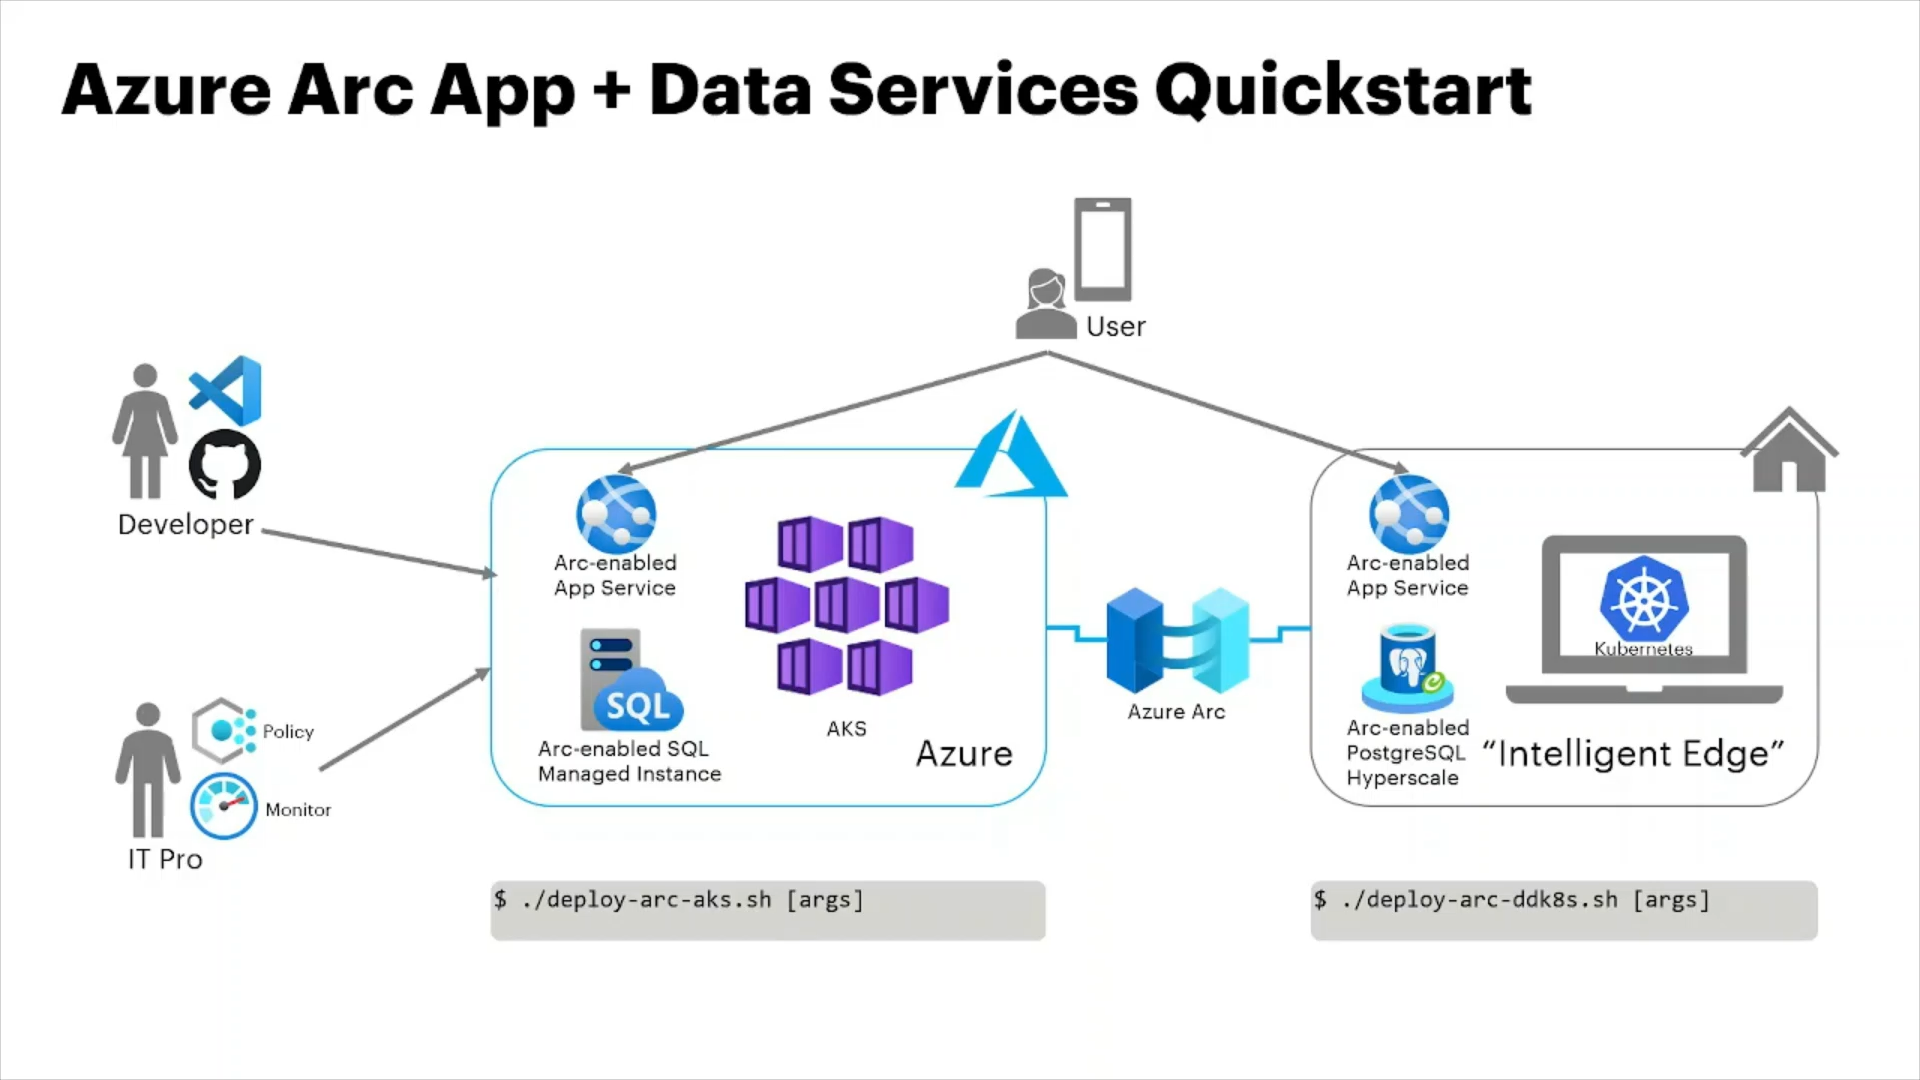 Azure Arc App + Data Services Quickstart
User
Developer
Policy
Monitor
IT Pro
Arc-enabled
App Service
SQL
Arc-enabled SQL
Managed Instance
AKS
Azure
Azure Arc
Arc-enabled
App Service
Kubernetes
Arc-enabled
PostgreSQL
Hyperscale
“Intelligent Edge”
$ ./deploy-arc-aks.sh [args]
$ ./deploy-arc-ddk8s.sh [args]